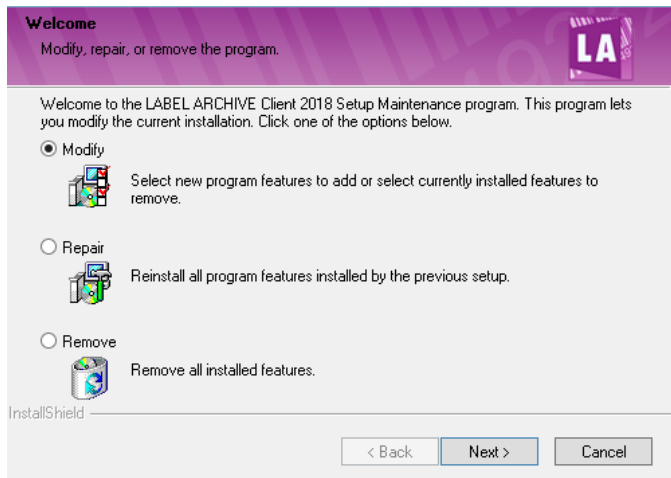 Welcome
Modify, repair, or remove the program.
LA
Welcome to the LABEL ARCHIVE Client 2018 Setup Maintenance program. This program lets
you modify the current installation. Click one of the options below.
Modify
Select new program features to add or select currently installed features to
remove.
Repair
Reinstall all program features installed by the previous setup.
Remove
Remove all installed features.
InstallShield
< Back
Next >
Cancel